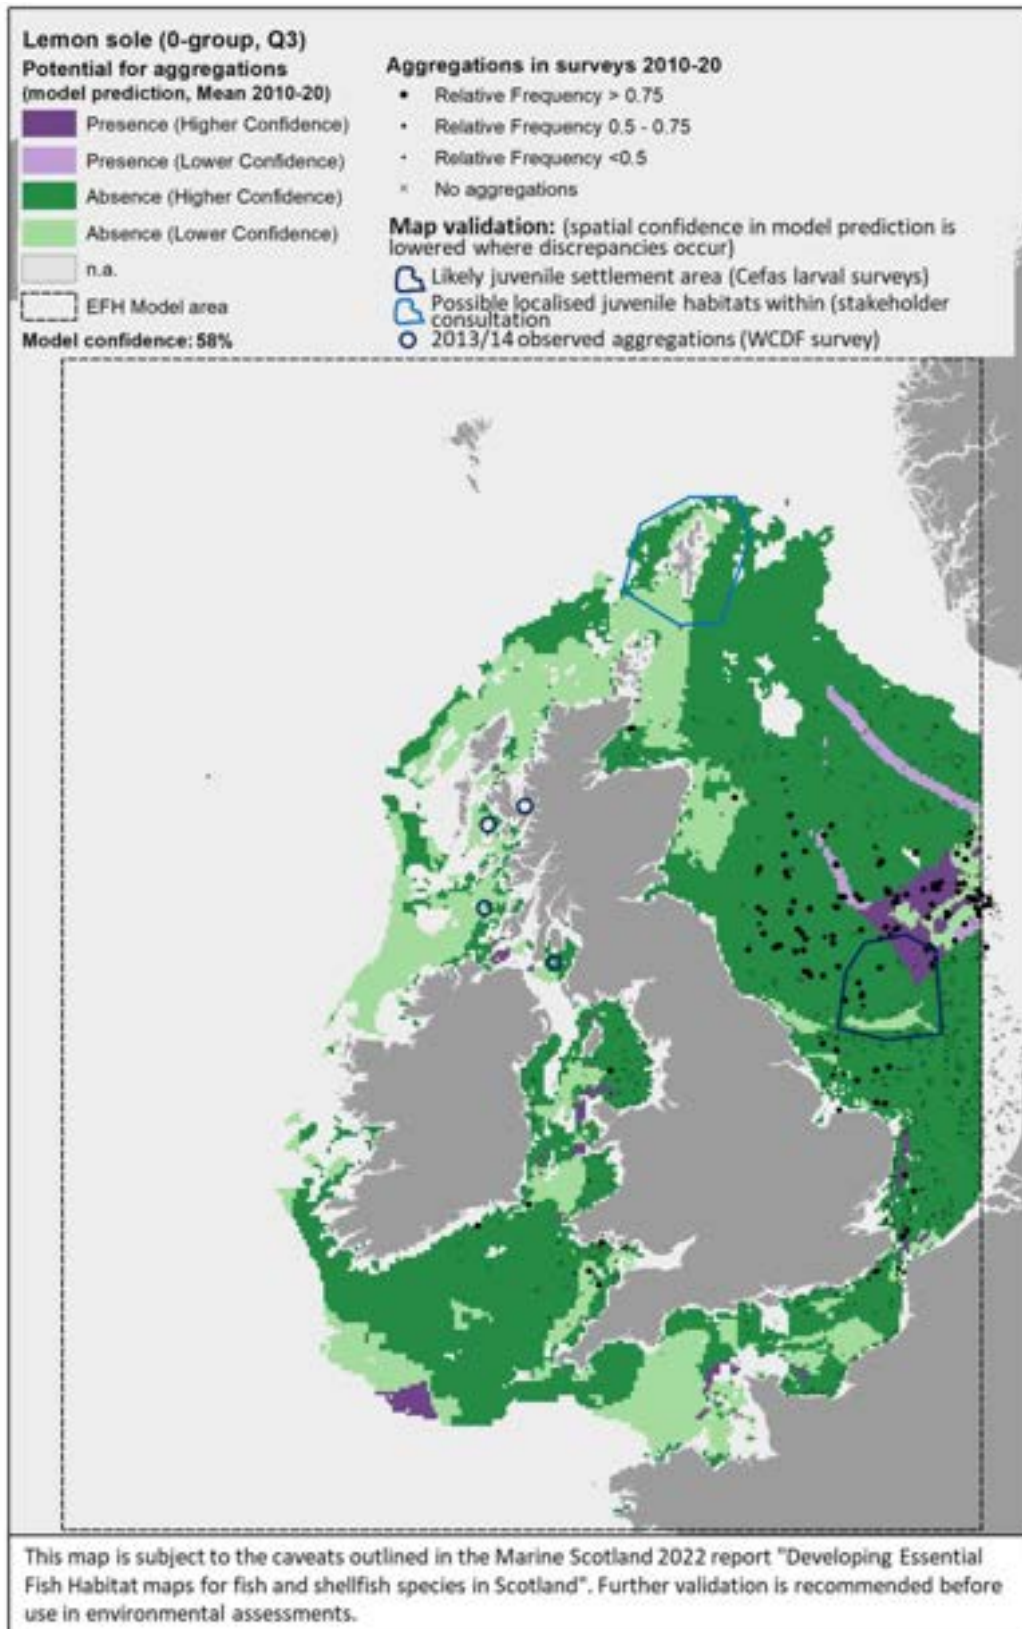 Lemon sole (0-group, Q3)
Potential for aggregations
(model prediction, Mean 2010-20)
Presence (Higher Confidence)
Presence (Lower Confidence)
Absence (Higher Confidence)
Absence (Lower Confidence)
n.a.
EFH Model area
Model confidence: 58%
Aggregations in surveys 2010-20
Relative Frequency > 0.75
Relative Frequency 0.5 - 0.75
Relative Frequency <0.5
No aggregations
Map validation: (spatial confidence in model prediction is
lowered where discrepancies occur)
Likely juvenile settlement area (Cefas larval surveys)
Possible localised juvenile habitats within (stakeholder
consultation
2013/14 observed aggregations (WCDF survey)
This map is subject to the caveats outlined in the Marine Scotland 2022 report "Developing Essential
Fish Habitat maps for fish and shellfish species in Scotland". Further validation is recommended before
use in environmental assessments.